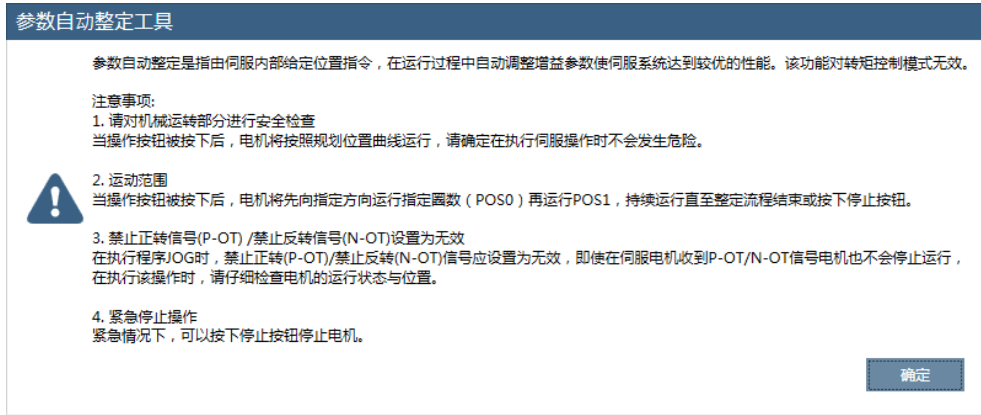 参数自动整定工具
参数自动整定是指由伺服内部给定位置指令，在运行过程中自动调整增益参数使伺服系统达到较优的性能。该功能对转矩控制模式无效。
注意事项:
1. 请对机械运转部分进行安全检查
当操作按钮被按下后，电机将按照规划位置曲线运行，请确定在执行伺服操作时不会发生危险。
2. 运动范围
当操作按钮被按下后，电机将先向指定方向运行指定圈数（POS0）再运行POS1，持续运行直至整定流程结束或按下停止按钮。
3. 禁止正转信号(P-OT) /禁止反转信号(N-OT)设置为无效
在执行程序JOG时，禁止正转(P-OT)/禁止反转(N-OT)信号应设置为无效，即使在伺服电机收到P-OT/N-OT信号电机也不会停止运行，
在执行该操作时，请仔细检查电机的运行状态与位置。
4. 紧急停止操作
紧急情况下，可以按下停止按钮停止电机。
确定